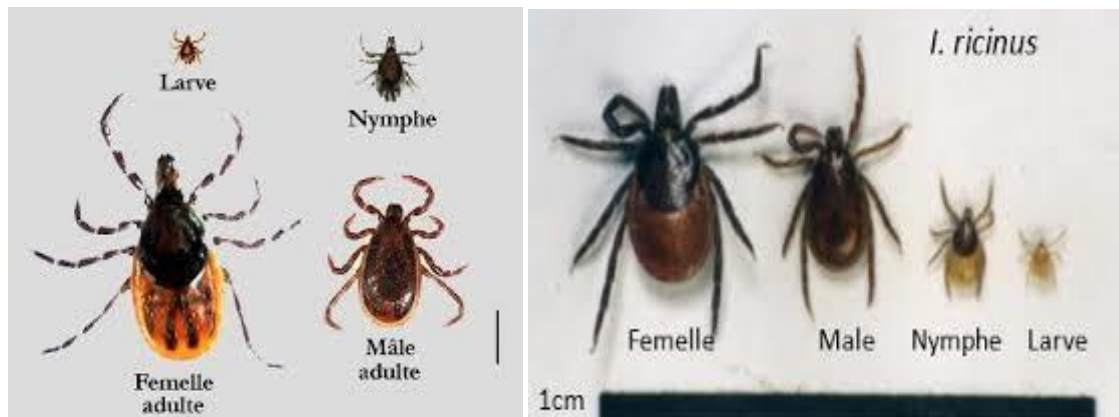 Larve
Nymphe
Femelle
adulte
Mâle
adulte
I. ricinus
Femelle
Male
Nymphe
Larve
1cm